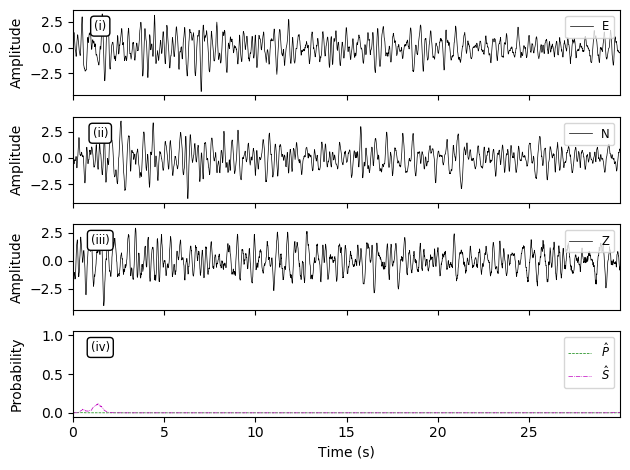 Amplitude
2.5
0.0
−2.5
(i)
E
Amplitude
2.5
0.0
−2.5
(ii)
N
Amplitude
2.5
0.0
−2.5
(iii)
Z
Probability
1.0
0.5
0.0
(iv)
P̂
Ŝ
0 5 10 15 20 25
Time (s)